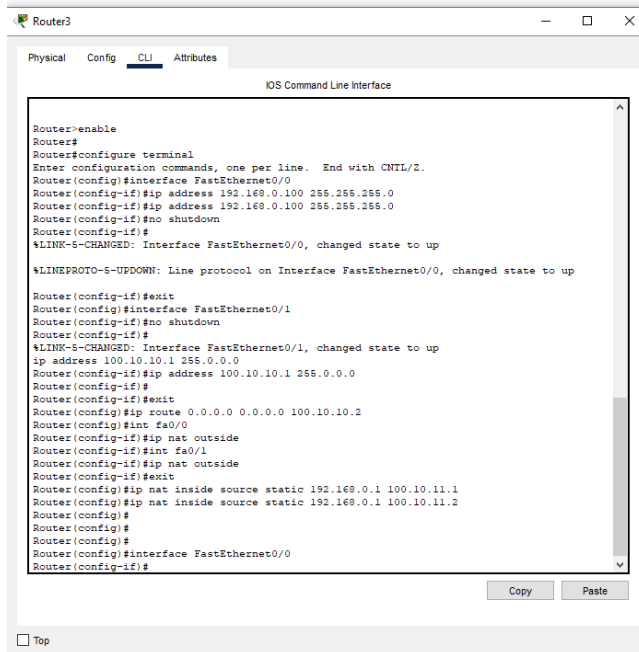 Router3
Physical Config CLI Attributes
IOS Command Line Interface
Router>enable
Router#
Router#configure terminal
Enter configuration commands, one per line.  End with CNTL/Z.
Router(config)#interface FastEthernet0/0
Router(config-if)#ip address 192.168.0.100 255.255.255.0
Router(config-if)#ip address 192.168.0.100 255.255.255.0
Router(config-if)#no shutdown
Router(config-if)#
%LINK-5-CHANGED: Interface FastEthernet0/0, changed state to up
%LINEPROTO-5-UPDOWN: Line protocol on Interface FastEthernet0/0, changed state to up
Router(config-if)#exit
Router(config)#interface FastEthernet0/1
Router(config-if)#no shutdown
Router(config-if)#
%LINK-5-CHANGED: Interface FastEthernet0/1, changed state to up
ip address 100.10.10.1 255.0.0.0
Router(config-if)#ip address 100.10.10.1 255.0.0.0
Router(config-if)#
Router(config-if)#exit
Router(config)#ip route 0.0.0.0 0.0.0.0 100.10.10.2
Router(config)#int fa0/0
Router(config-if)#ip nat outside
Router(config-if)#int fa0/1
Router(config-if)#ip nat outside
Router(config-if)#exit
Router(config)#ip nat inside source static 192.168.0.1 100.10.11.1
Router(config)#ip nat inside source static 192.168.0.1 100.10.11.2
Router(config)#
Router(config)#
Router(config)#
Router(config)#interface FastEthernet0/0
Router(config-if)#
Copy Paste
Top